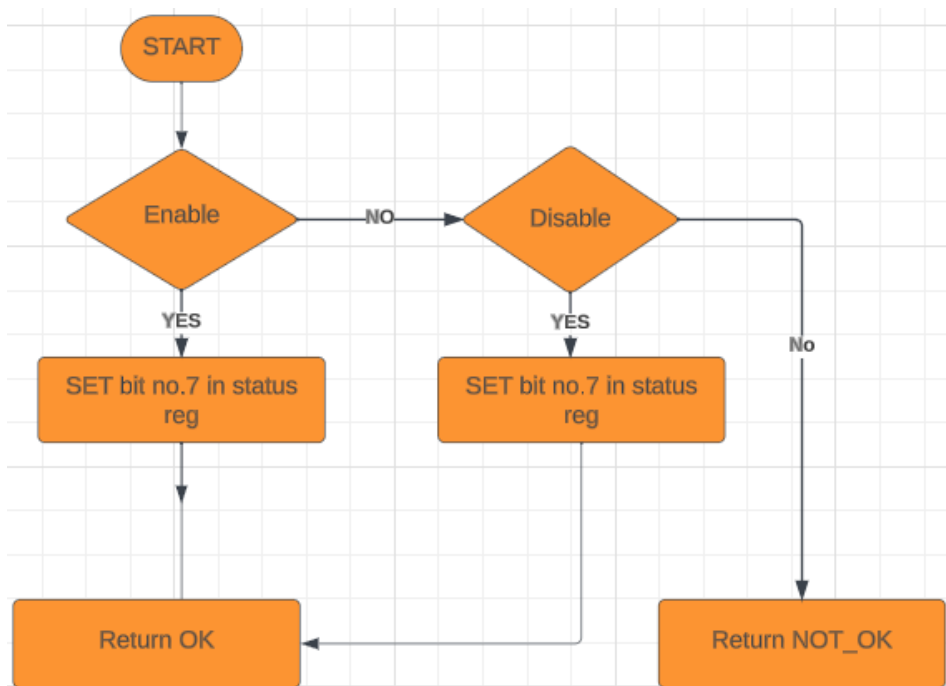 START
Enable
NO
Disable
YES
YES
No
SET bit no.7 in status
reg
SET bit no.7 in status
reg
Return OK
Return NOT_OK